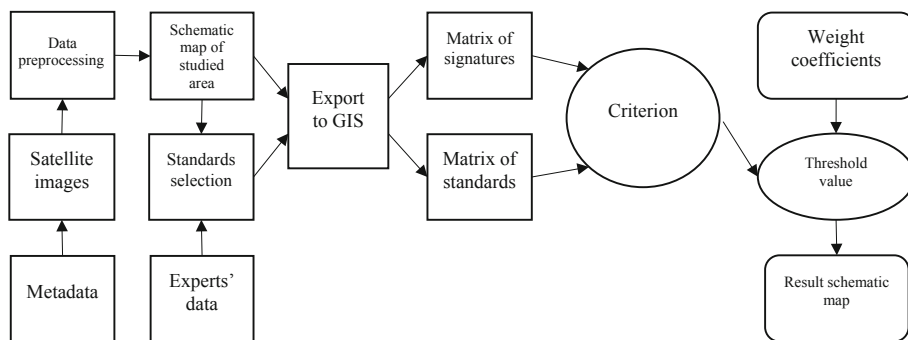 Data
preprocessing
Schematic
map of
studied
area
Export
to GIS
Matrix of
signatures
Criterion
Weight
coefficients
Satellite
images
Standards
selection
Matrix of
standards
Threshold
value
Metadata
Experts'
data
Result schematic
map